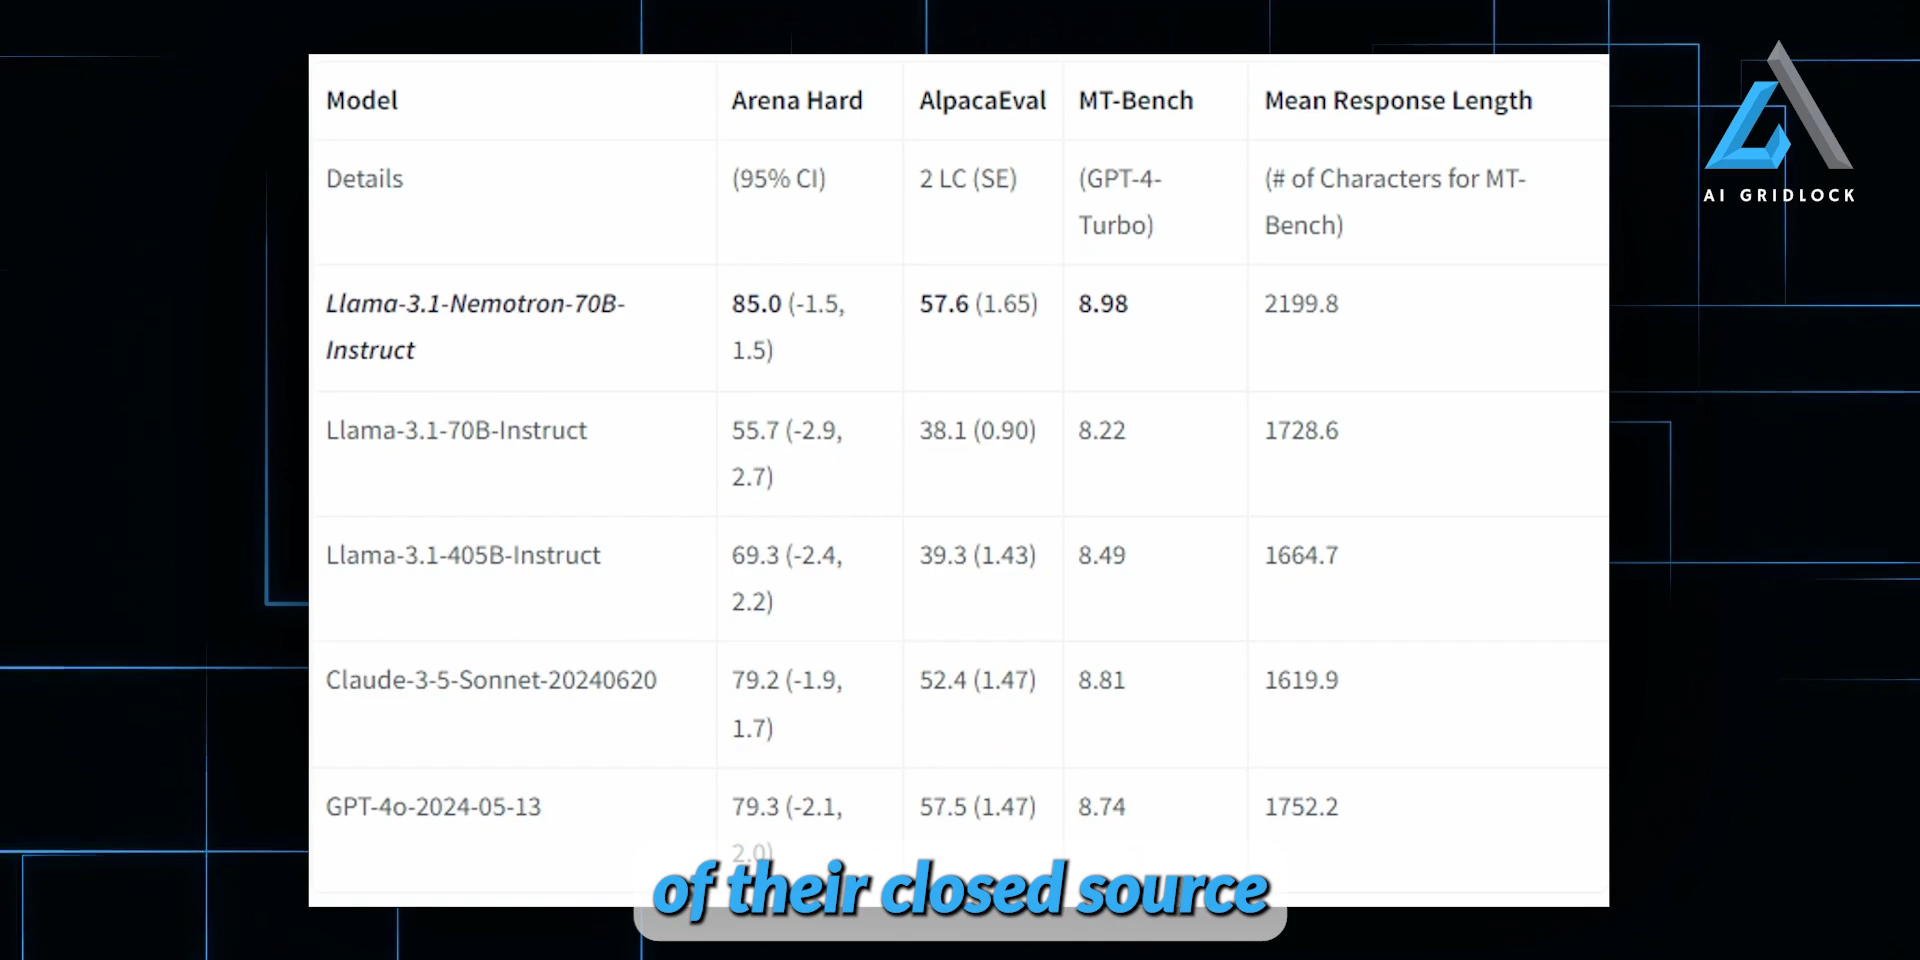 Model Arena Hard AlpacaEval MT-Bench Mean Response Length
Details (95% CI) 2 LC (SE) (GPT-4- (# of Characters for MT-
Turbo) Bench)
Llama-3.1-Nemotron-70B- 85.0 (-1.5, 57.6 (1.65) 8.98 2199.8
Instruct 1.5)
Llama-3.1-70B-Instruct 55.7 (-2.9, 38.1 (0.90) 8.22 1728.6
2.7)
Llama-3.1-405B-Instruct 69.3 (-2.4, 39.3 (1.43) 8.49 1664.7
2.2)
Claude-3-5-Sonnet-20240620 79.2 (-1.9, 52.4 (1.47) 8.81 1619.9
1.7)
GPT-4o-2024-05-13 79.3 (-2.1, 57.5 (1.47) 8.74 1752.2
2.0)
of their closed source
AI GRIDLOCK